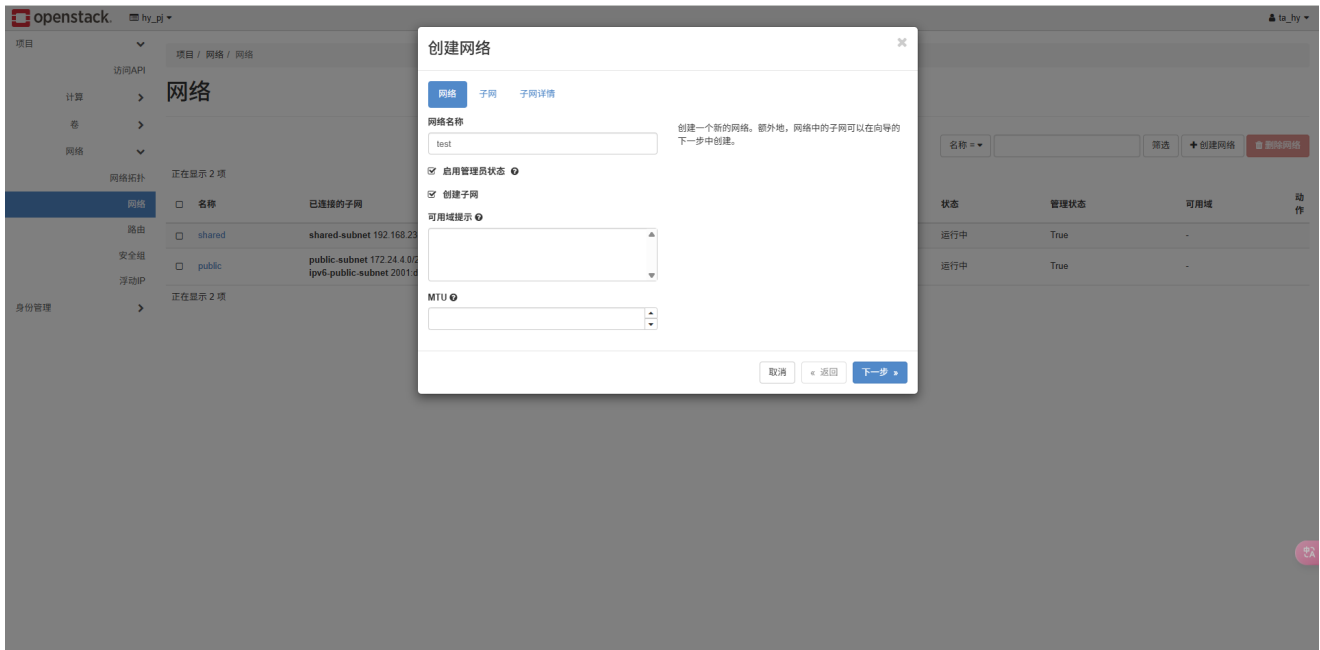 openstack. hy_pj
ta_hy
项目
访问API
计算
卷
网络
网络拓扑
网络
路由
安全组
浮动IP
身份管理
项目 / 网络 / 网络
网络
名称 =
筛选
创建网络
删除网络
正在显示 2 项
名称 已连接的子网 状态 管理状态 可用域 动作
shared shared-subnet 192.168.23 运行中 True -
public public-subnet 172.24.4.0/2 运行中 True -
ipv6-public-subnet 2001:d
正在显示 2 项
创建网络
网络 子网 子网详情
网络名称
test
启用管理员状态
创建子网
可用域提示
MTU
创建一个新的网络。额外地，网络中的子网可以在向导的
下一步中创建。
取消 « 返回 下一步 »